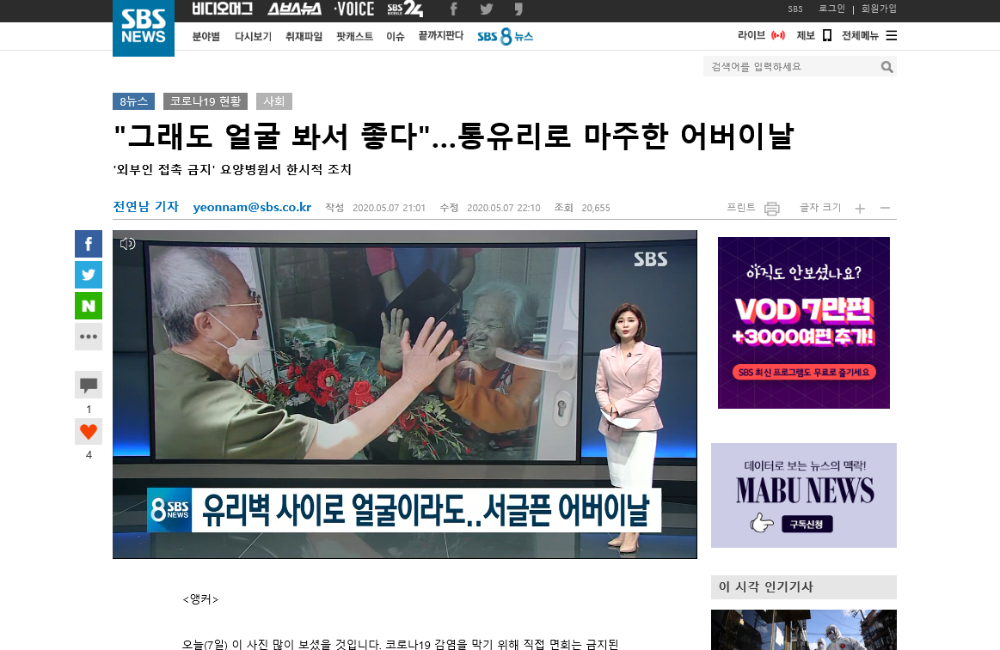 비디오머그 스브스뉴스 ·VOICE SBS MOBILE 24
SBS 로그인 | 회원가입
SBS NEWS
분야별 다시보기 취재파일 팟캐스트 이슈 끝까지판다 SBS 8 뉴스
라이브 제보 전체메뉴
검색어를 입력하세요
8뉴스 코로나19 현황 사회
"그래도 얼굴 봐서 좋다"…통유리로 마주한 어버이날
'외부인 접촉 금지' 요양병원서 한시적 조치
전연남 기자 yeonnam@sbs.co.kr 작성 2020.05.07 21:01 수정 2020.05.07 22:10 조회 20,655
프린트 글자 크기
SBS
8 SBS NEWS 유리벽 사이로 얼굴이라도..서글픈 어버이날
1
4
아직도 안보셨나요?
VOD 7만편
+3000여편 추가!
SBS 최신 프로그램도 무료로 즐기세요
데이터로 보는 뉴스의 맥락!
MABU NEWS
구독신청
이 시각 인기기사
<앵커>
오늘(7일) 이 사진 많이 보셨을 것입니다. 코로나19 감염을 막기 위해 직접 면회는 금지된